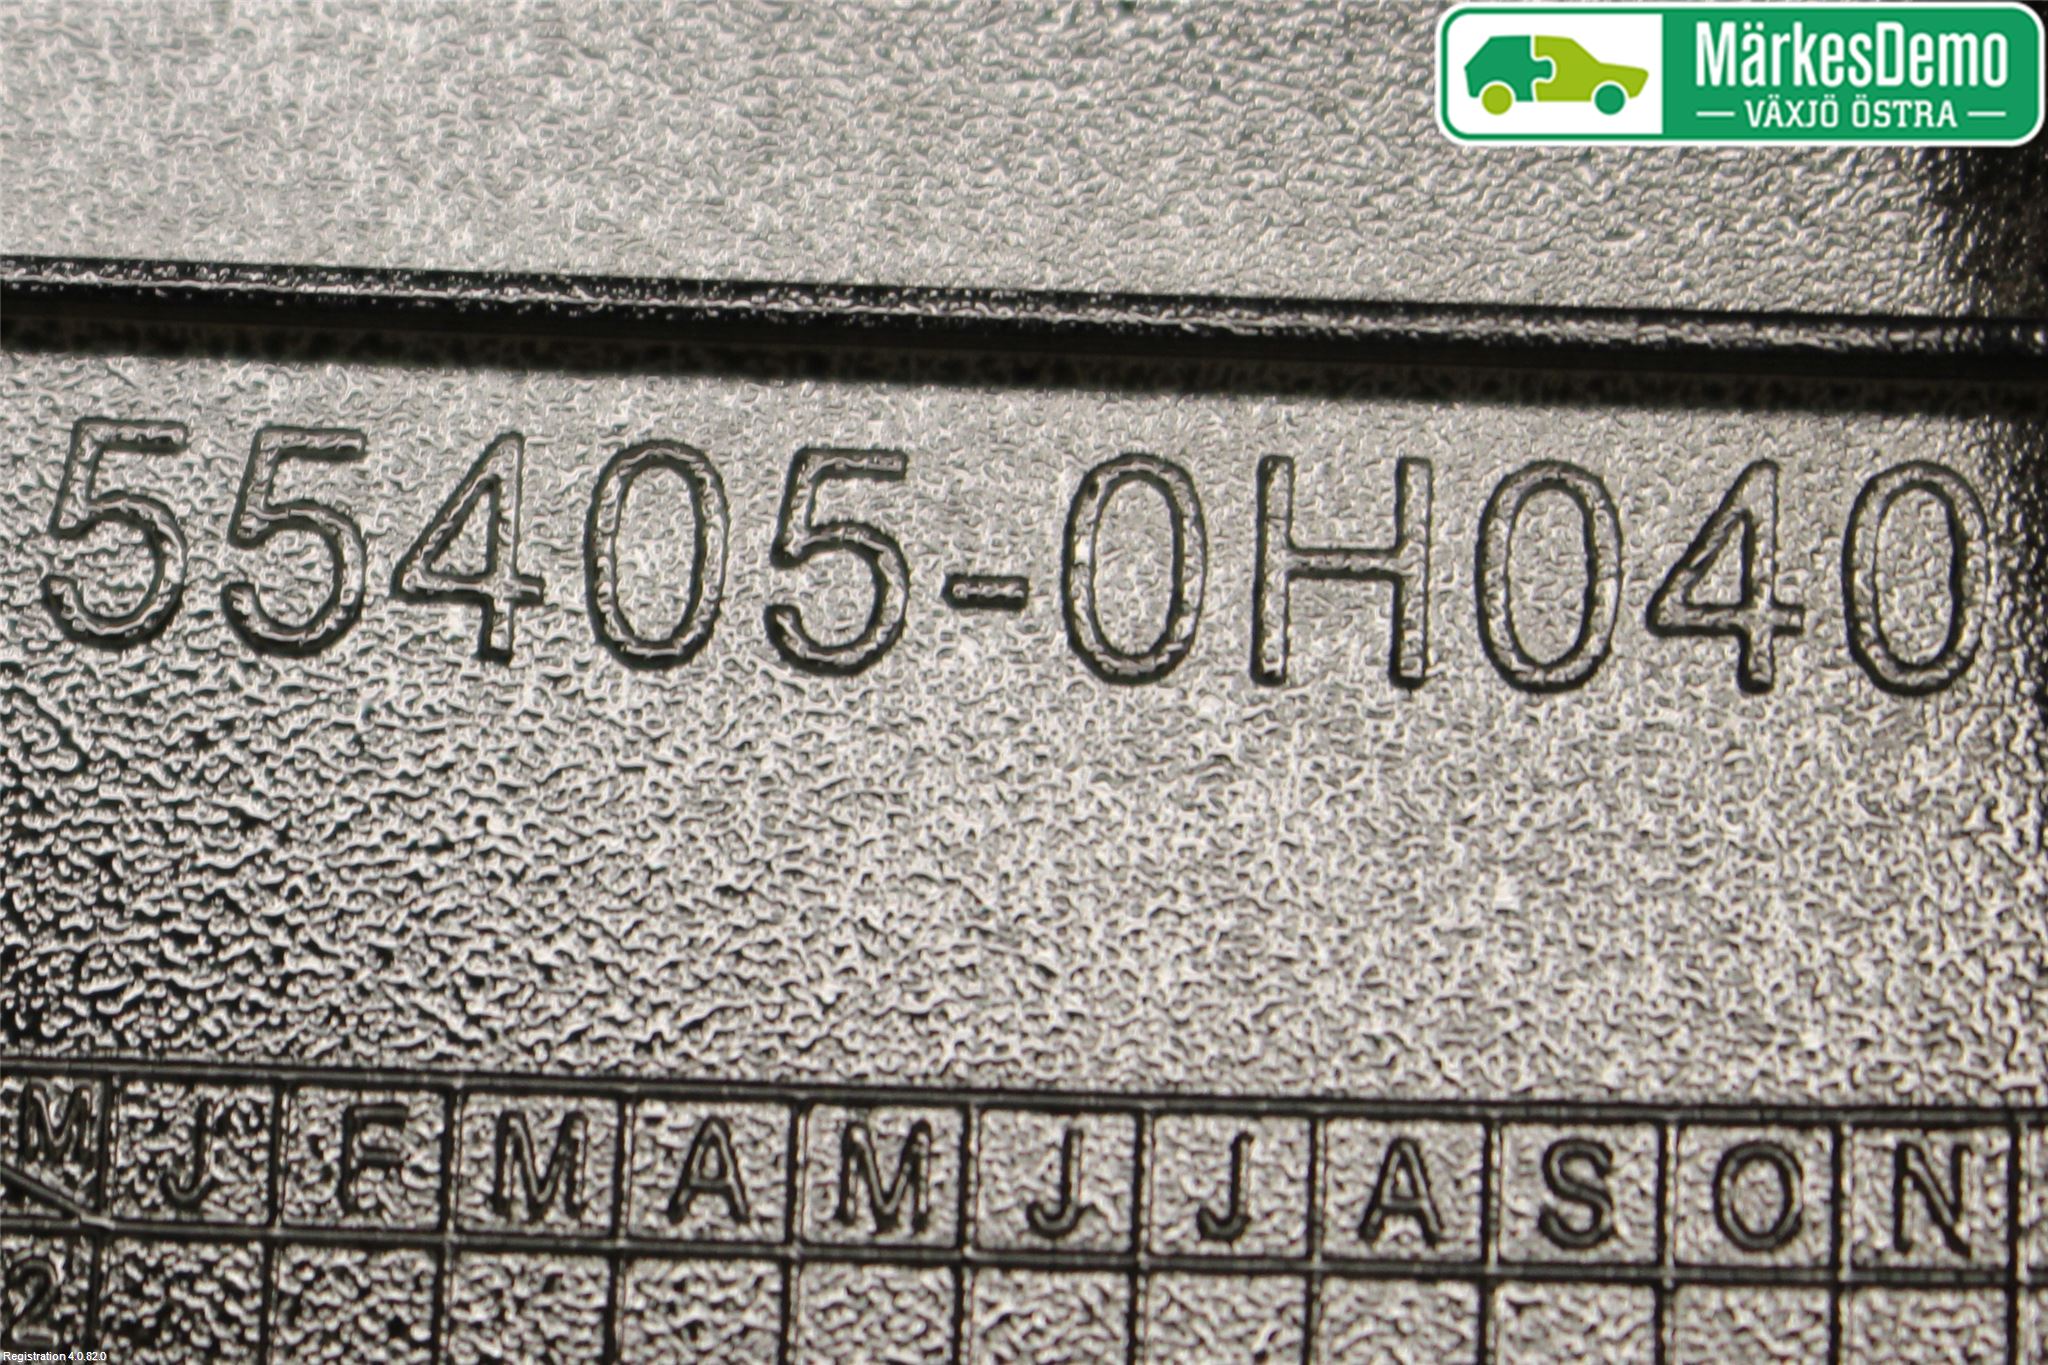 MärkesDemo
VÄXJÖ ÖSTRA
55405-0H040
M J F M A M J J A S O N
2
Registration 4.0.82.0